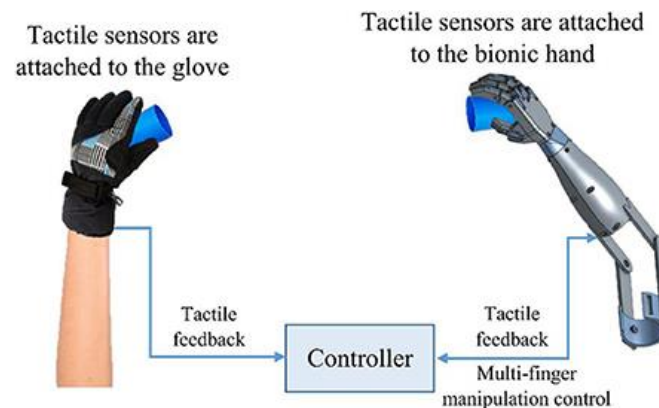 Tactile sensors are
attached to the glove
Tactile sensors are attached
to the bionic hand
Tactile
feedback
Controller
Tactile
feedback
Multi-finger
manipulation control